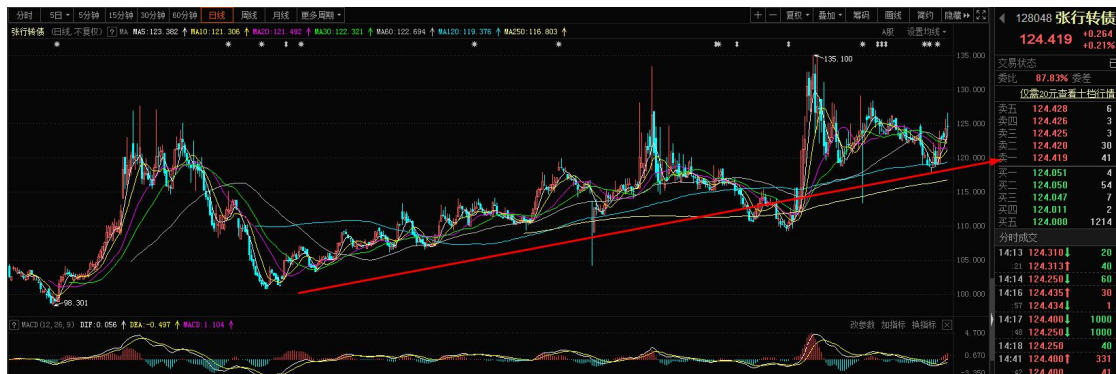 分时 5日 5分钟 15分钟 30分钟 60分钟 日线 周线 月线 更多周期
复权 叠加 筹码 画线 简约 隐藏
张行转债 (日线,不复权) ? MA MA5:123.382 ↑ MA10:121.306 ↑ MA20:121.492 ↑ MA30:122.321 ↑ MA60:122.694 ↑ MA120:119.376 ↑ MA250:116.803 ↑
A股 设置均线
135.100
135.000
130.000
125.000
120.000
115.000
110.000
105.000
100.000
98.301
? MACD(12,26,9) DIF:0.056 ↑ DEA:-0.497 ↑ MACD:1.104 ↑
改参数 加指标 换指标
4.700
0.670
-3.350
128048 张行转债
124.419 +0.264
+0.21%
交易状态 已
委比 87.83% 委差
仅需20元查看十档行情
卖五 124.428 6
卖四 124.426 3
卖三 124.425 3
卖二 124.420 30
卖一 124.419 41
买一 124.051 4
买二 124.050 54
买三 124.047 7
买四 124.011 2
买五 124.000 1214
分时成交
14:13 124.310↓ 20
:21 124.313↑ 40
14:14 124.250↓ 60
14:16 124.435↑ 30
:57 124.434↓ 1
14:17 124.400↓ 1000
:48 124.250↓ 1000
14:18 124.250 40
14:41 124.400↑ 331
:42 124.400 41